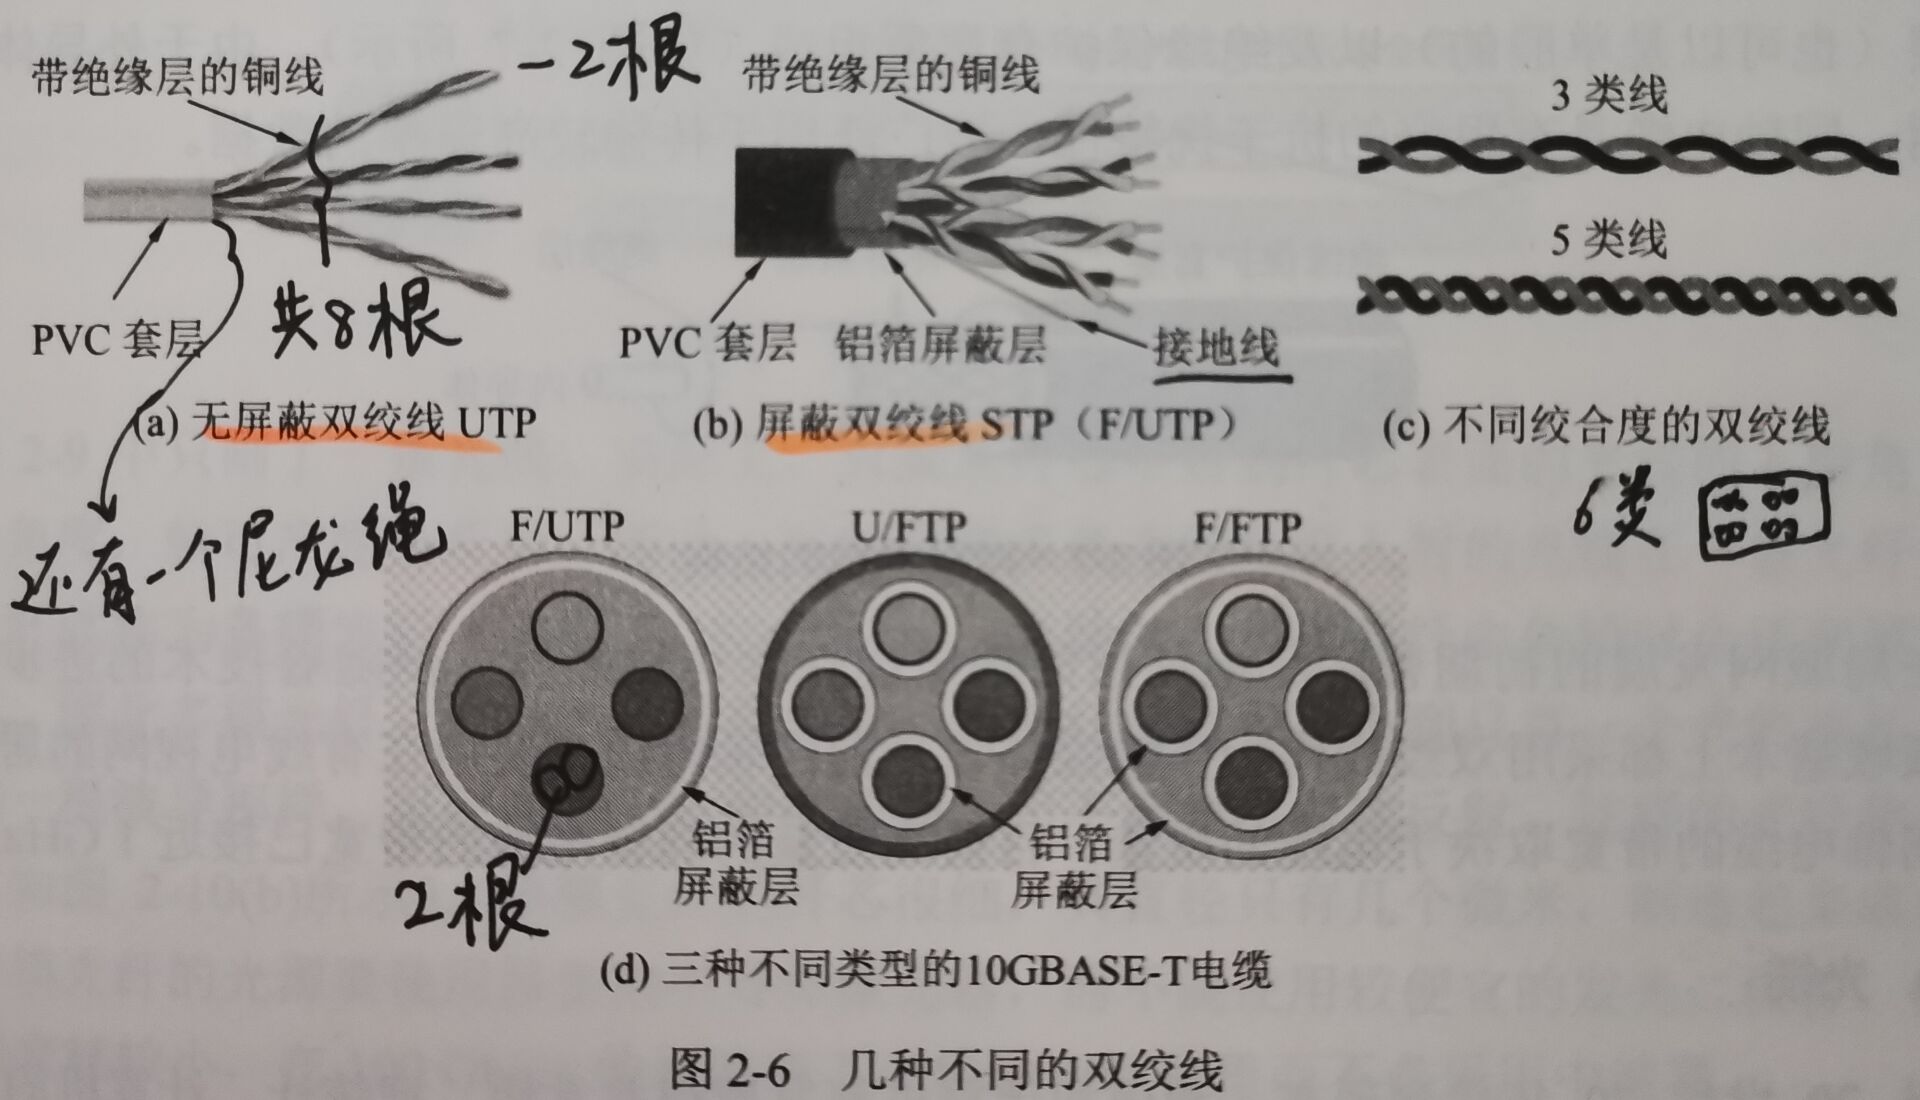 带绝缘层的铜线
-2根
PVC 套层
共8根
(a) 无屏蔽双绞线 UTP
还有一个尼龙绳
带绝缘层的铜线
PVC 套层
铝箔屏蔽层
接地线
(b) 屏蔽双绞线 STP（F/UTP）
3 类线
5 类线
(c) 不同绞合度的双绞线
6类
F/UTP
U/FTP
F/FTP
铝箔
屏蔽层
铝箔
屏蔽层
2根
(d) 三种不同类型的10GBASE-T电缆
图 2-6 几种不同的双绞线